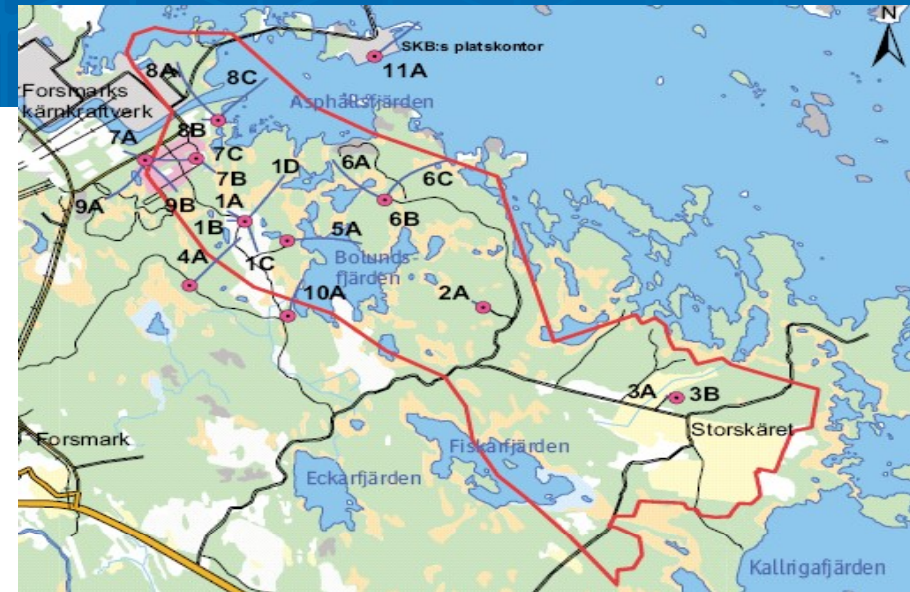 N
SKB:s platskontor
11A
8A
8C
Forsmarks
kärnkraftverk
Asphällsfjärden
8B
7A
7C
1D
6A
6C
7B
9A
9B
1A
6B
1B
5A
4A
1C
Bolunds-
fjärden
10A
2A
3A
3B
Storskäret
Forsmark
Fiskarfjärden
Eckarfjärden
Kallrigafjärden